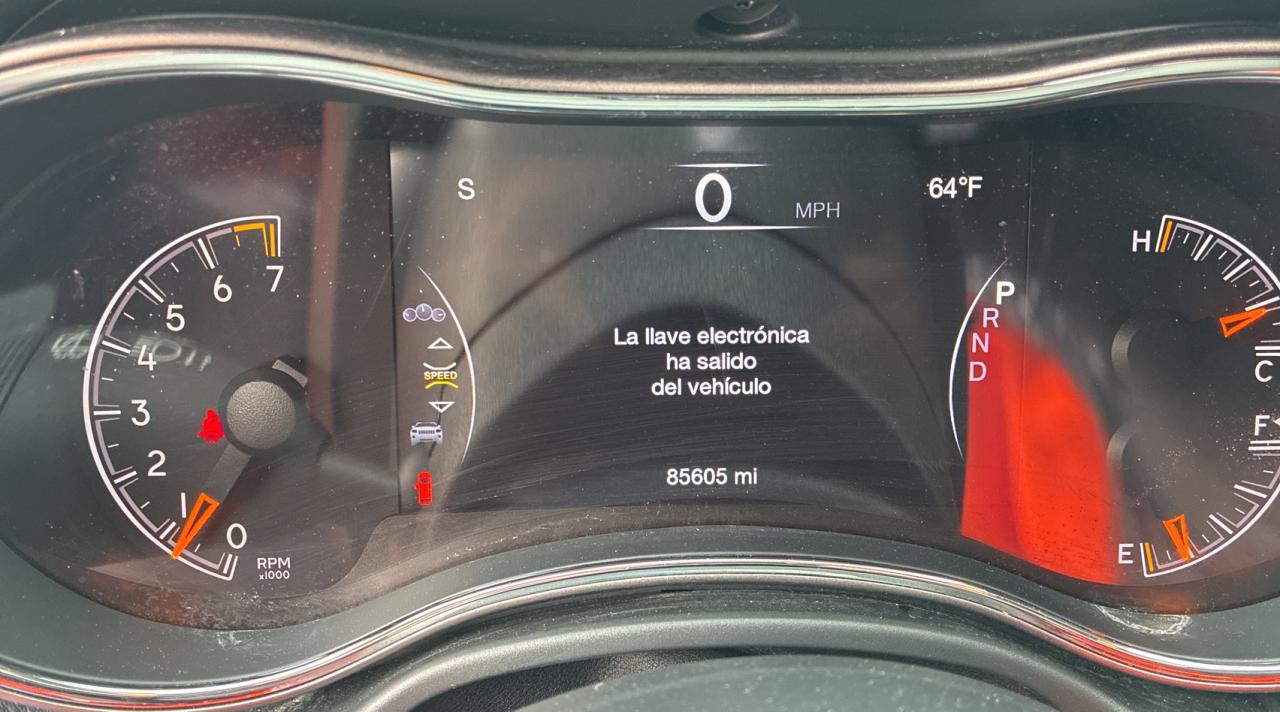 S
0 MPH
64°F
7
6
5
4
3
2
1
0
RPM
x1000
SPEED
La llave electrónica
ha salido
del vehículo
85605 mi
P
R
N
D
H
C
F
E